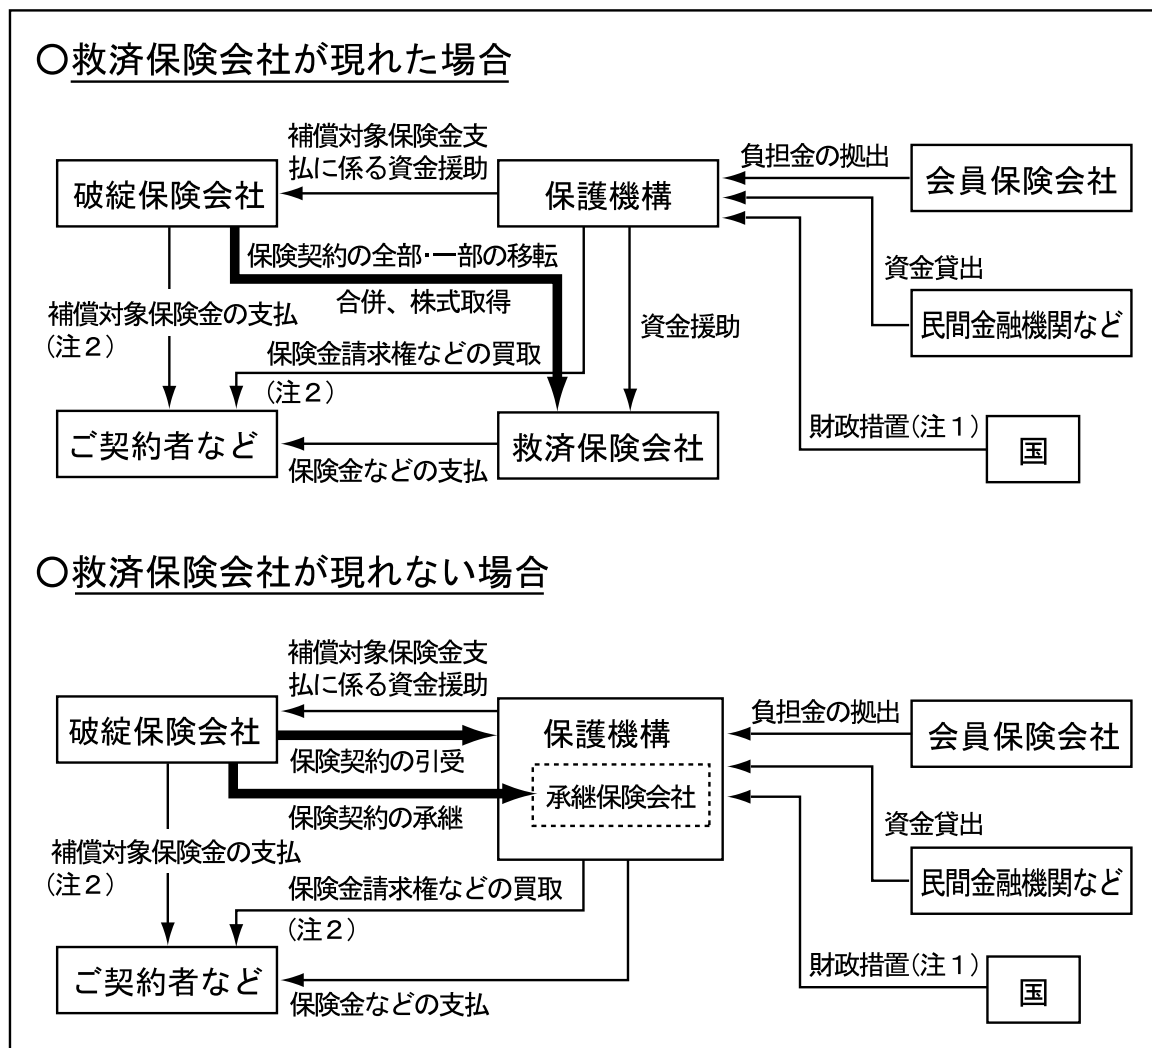 ○救済保険会社が現れた場合
補償対象保険金支
払に係る資金援助
負担金の拠出
破綻保険会社
保護機構
会員保険会社
保険契約の全部・一部の移転
合併、株式取得
資金貸出
補償対象保険金の支払
(注2)
資金援助
民間金融機関など
保険金請求権などの買取
(注2)
ご契約者など
救済保険会社
保険金などの支払
財政措置(注1)
国
○救済保険会社が現れない場合
補償対象保険金支
払に係る資金援助
負担金の拠出
破綻保険会社
保護機構
会員保険会社
保険契約の引受
承継保険会社
保険契約の承継
資金貸出
補償対象保険金の支払
(注2)
民間金融機関など
保険金請求権などの買取
(注2)
財政措置(注1)
国
ご契約者など
保険金などの支払